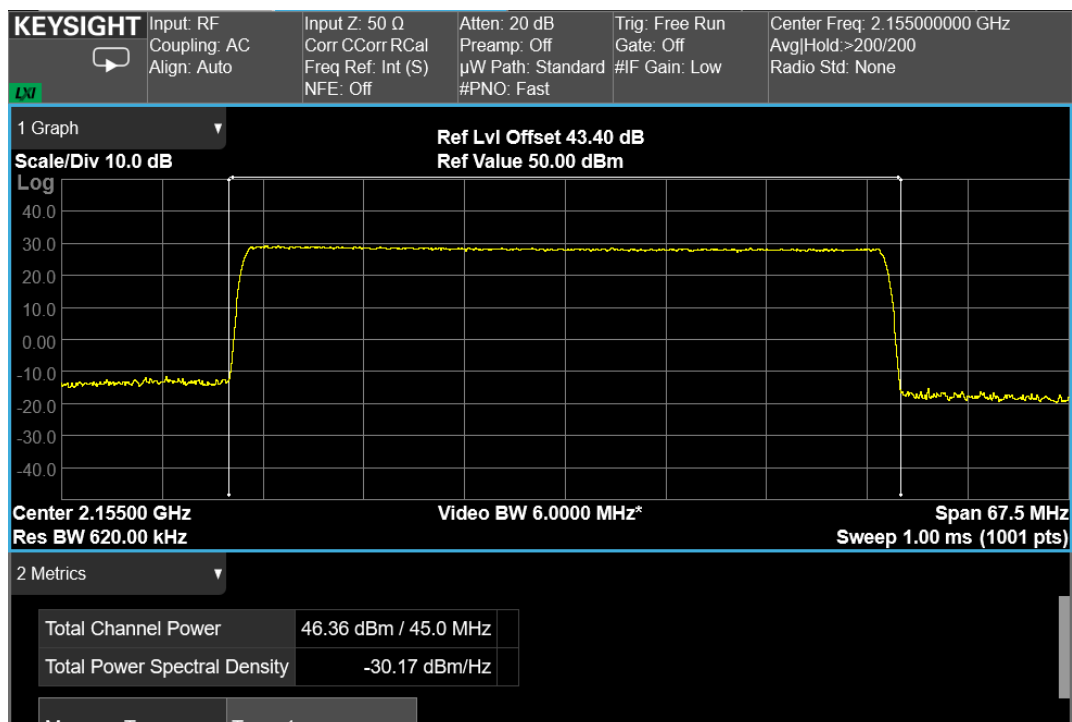 KEYSIGHT
LXI
Input: RF
Coupling: AC
Align: Auto
Input Z: 50 Ω
Corr CCorr RCal
Freq Ref: Int (S)
NFE: Off
Atten: 20 dB
Preamp: Off
µW Path: Standard
#PNO: Fast
Trig: Free Run
Gate: Off
#IF Gain: Low
Center Freq: 2.155000000 GHz
Avg|Hold:>200/200
Radio Std: None
1 Graph
Scale/Div 10.0 dB
Ref Lvl Offset 43.40 dB
Ref Value 50.00 dBm
Log
40.0
30.0
20.0
10.0
0.00
-10.0
-20.0
-30.0
-40.0
Center 2.15500 GHz
Video BW 6.0000 MHz*
Span 67.5 MHz
Res BW 620.00 kHz
Sweep 1.00 ms (1001 pts)
2 Metrics
Total Channel Power 46.36 dBm / 45.0 MHz
Total Power Spectral Density -30.17 dBm/Hz